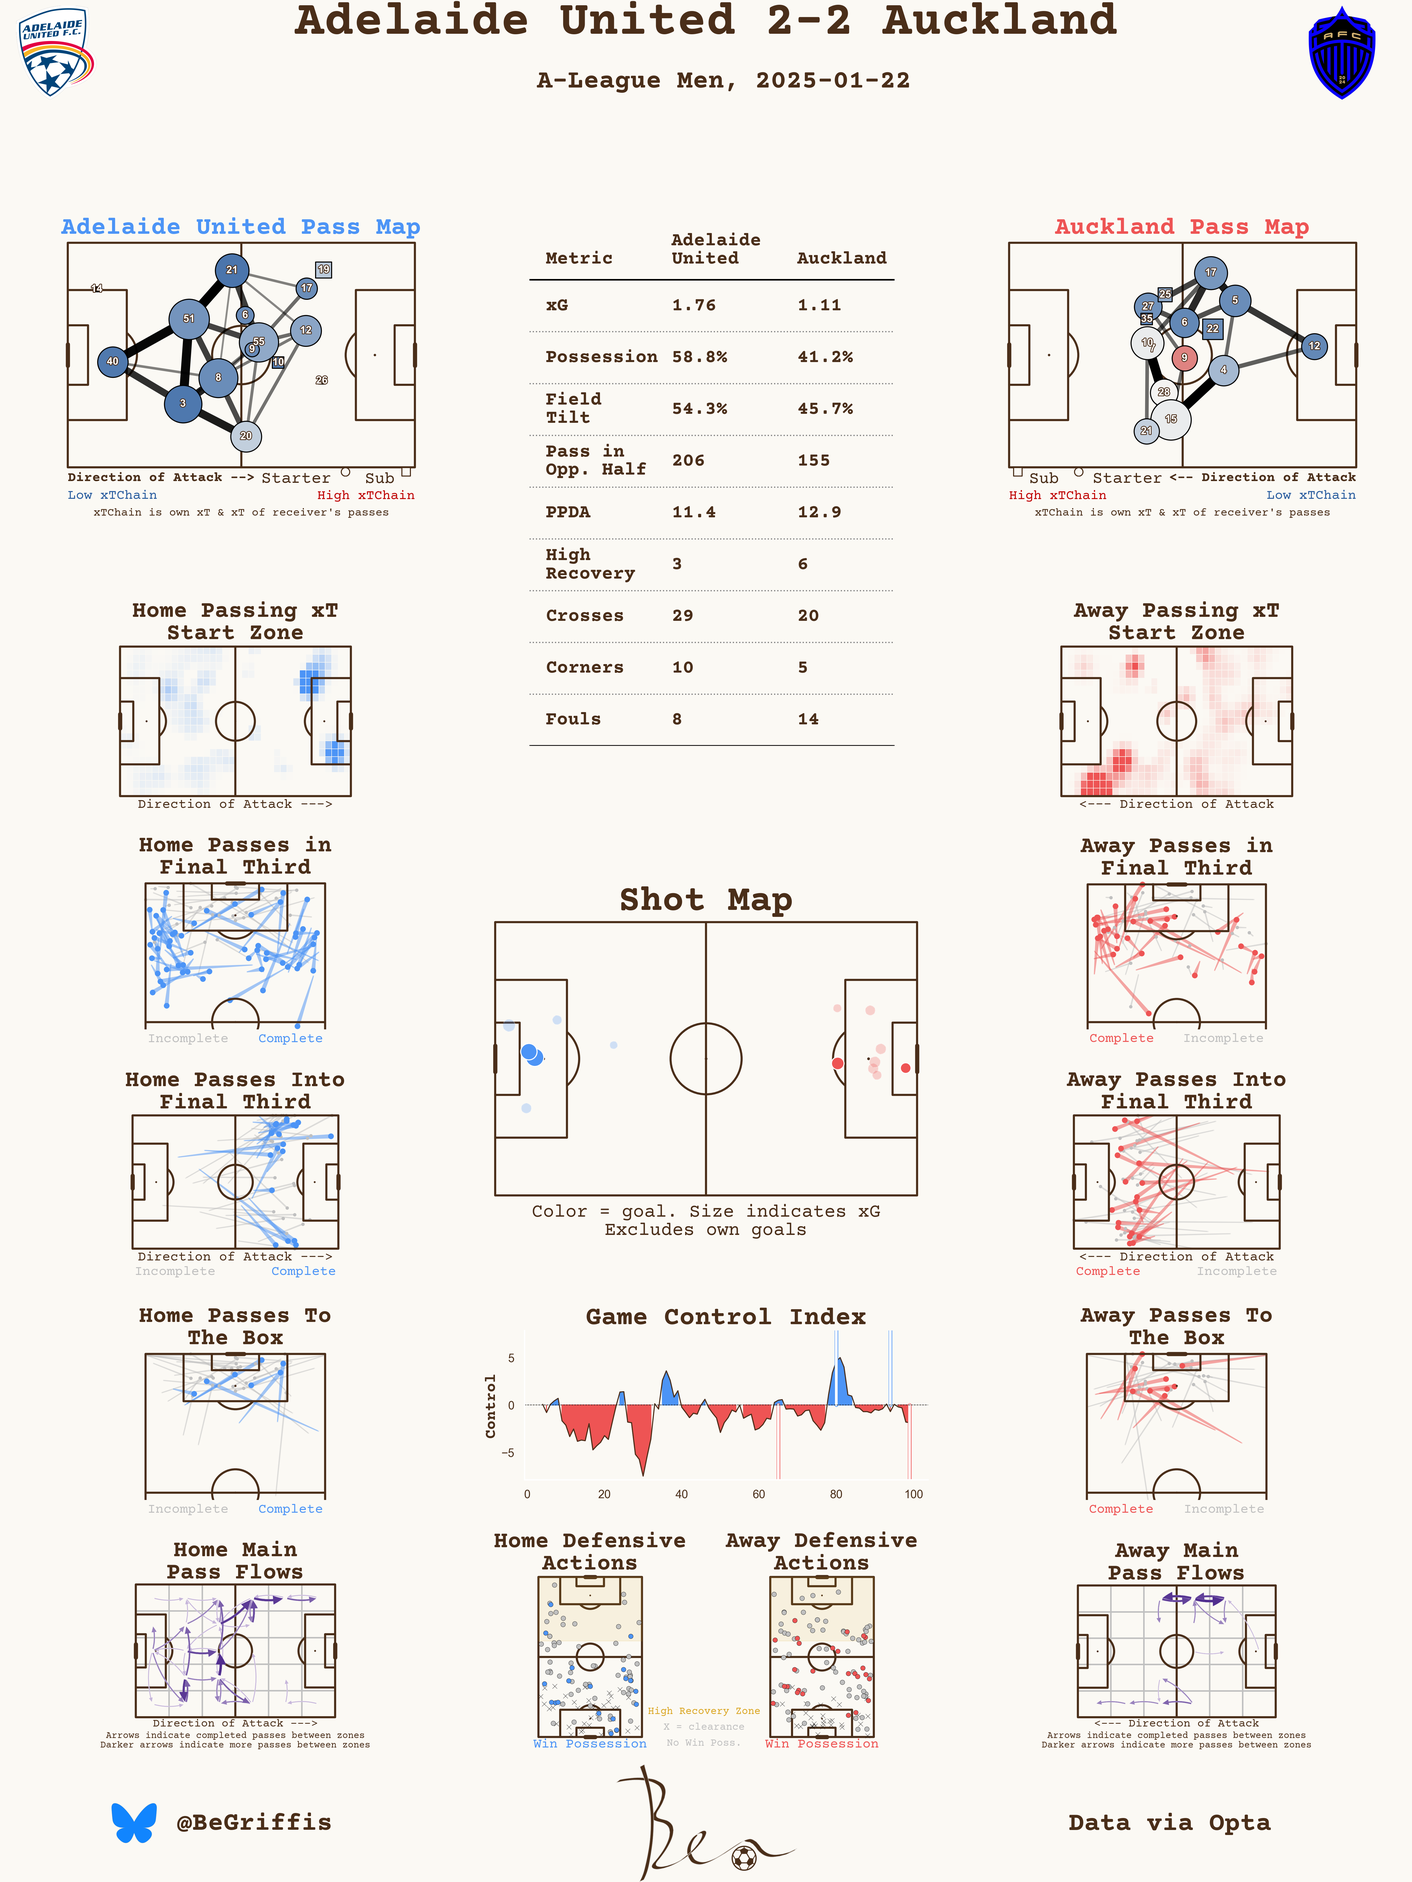 Adelaide United 2-2 Auckland
A-League Men, 2025-01-22
ADELAIDE
UNITED F.C.
AFC
Adelaide United Pass Map
21
19
14
17
51
6
12
55
9
10
40
8
26
3
20
Direction of Attack --> Starter Sub
Low xTChain High xTChain
xTChain is own xT & xT of receiver's passes
Metric Adelaide United Auckland
xG 1.76 1.11
Possession 58.8% 41.2%
Field Tilt 54.3% 45.7%
Pass in Opp. Half 206 155
PPDA 11.4 12.9
High Recovery 3 6
Crosses 29 20
Corners 10 5
Fouls 8 14
Auckland Pass Map
17
25
27
5
35
6
22
10
7
12
9
4
28
15
21
Sub Starter <-- Direction of Attack
High xTChain Low xTChain
xTChain is own xT & xT of receiver's passes
Home Passing xT
Start Zone
Direction of Attack --->
Away Passing xT
Start Zone
<--- Direction of Attack
Home Passes in
Final Third
Incomplete Complete
Shot Map
Color = goal. Size indicates xG
Excludes own goals
Away Passes in
Final Third
Complete Incomplete
Home Passes Into
Final Third
Direction of Attack --->
Incomplete Complete
Away Passes Into
Final Third
<--- Direction of Attack
Complete Incomplete
Home Passes To
The Box
Incomplete Complete
Game Control Index
Control
5
0
−5
0 20 40 60 80 100
Away Passes To
The Box
Complete Incomplete
Home Main
Pass Flows
Direction of Attack --->
Arrows indicate completed passes between zones
Darker arrows indicate more passes between zones
Home Defensive
Actions
Win Possession
High Recovery Zone
X = clearance
No Win Poss.
Away Defensive
Actions
Win Possession
Away Main
Pass Flows
<--- Direction of Attack
Arrows indicate completed passes between zones
Darker arrows indicate more passes between zones
@BeGriffis
Ben
Data via Opta